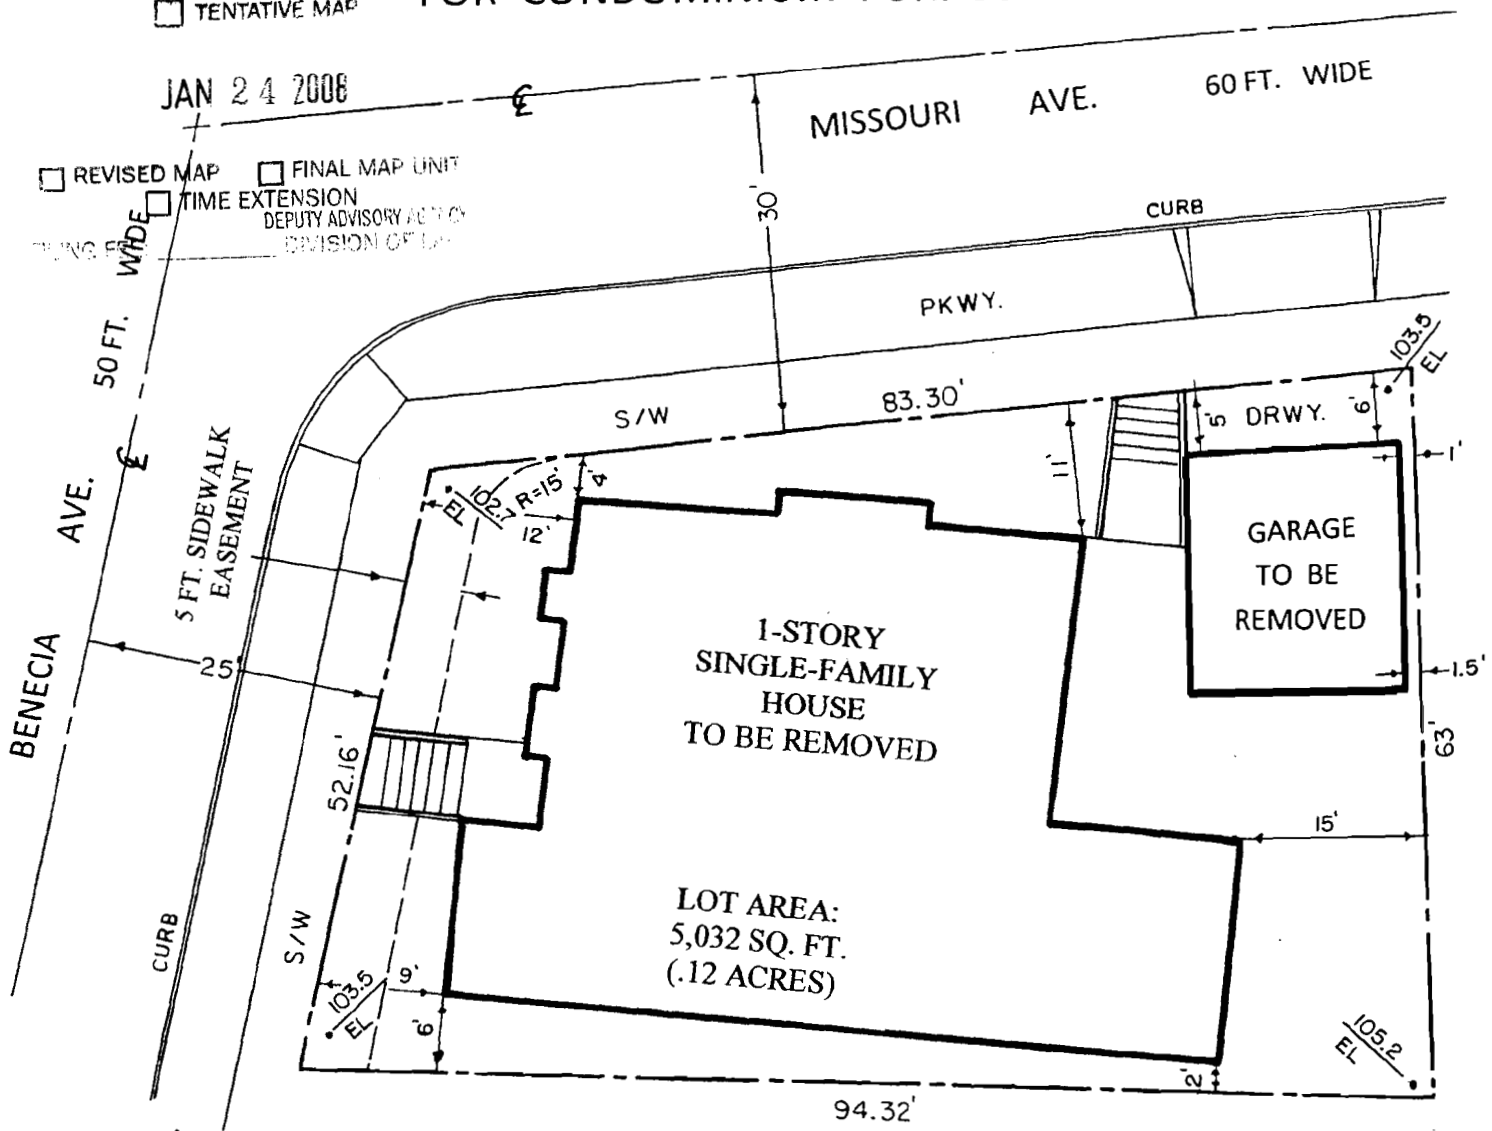 TENTATIVE MAP
JAN 24 2008
REVISED MAP
FINAL MAP UNIT
TIME EXTENSION
DEPUTY ADVISORY
DIVISION OF
℄
MISSOURI AVE. 60 FT. WIDE
30'
CURB
PKWY.
103.5
EL
83.30'
S/W
50 FT. WIDE
℄
BENECIA AVE.
5 FT. SIDEWALK
EASEMENT
102.7
EL
R=15'
4'
12'
11'
5'
DRWY.
6'
1'
GARAGE
TO BE
REMOVED
1-STORY
SINGLE-FAMILY
HOUSE
TO BE REMOVED
25'
1.5'
63'
52.16'
15'
LOT AREA:
5,032 SQ. FT.
(.12 ACRES)
CURB
S/W
103.5
EL
9'
6'
105.2
EL
2'
94.32'